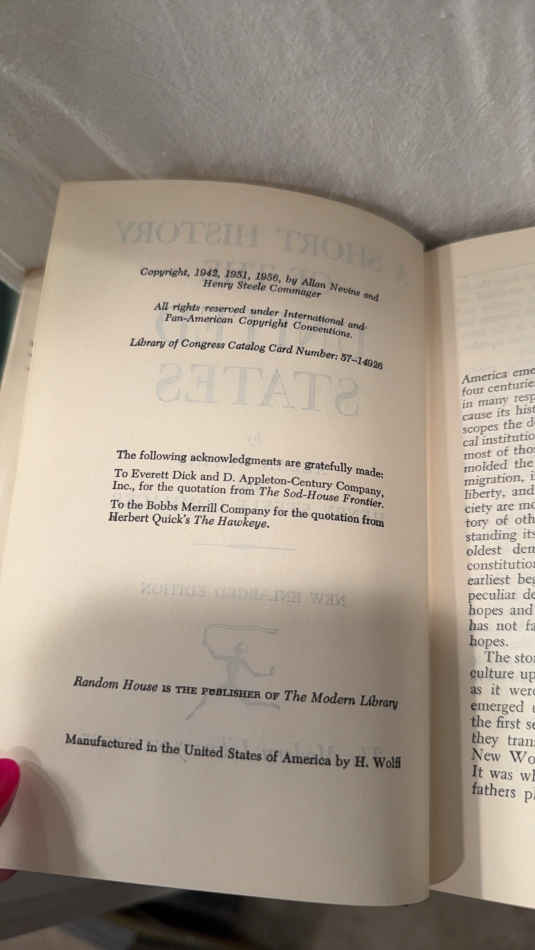 Copyright, 1942, 1951, 1956, by Allan Nevins and
Henry Steele Commager
All rights reserved under International and
Pan-American Copyright Conventions.
Library of Congress Catalog Card Number: 57–14926
The following acknowledgments are gratefully made:
To Everett Dick and D. Appleton-Century Company,
Inc., for the quotation from The Sod-House Frontier.
To the Bobbs Merrill Company for the quotation from
Herbert Quick's The Hawkeye.
Random House IS THE PUBLISHER OF The Modern Library
Manufactured in the United States of America by H. Wolff
America eme
four centurie
in many resp
cause its hist
scopes the d
cal institutio
most of thos
molded the
migration, i
liberty, and
ciety are mo
tory of oth
standing its
oldest dem
constitution
earliest beg
peculiar de
hopes and
has not fa
hopes.
The stor
culture up
as it were
emerged
the first se
they tran
New Wo
It was wh
fathers p